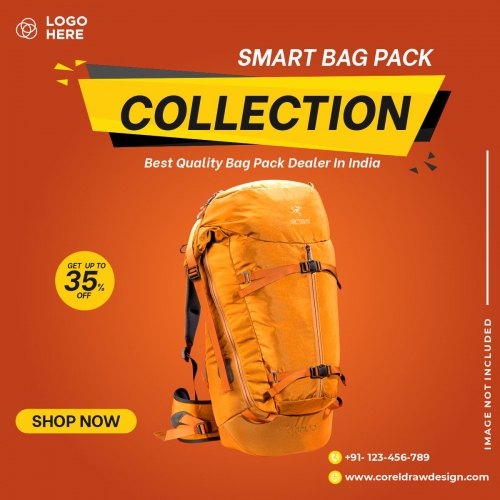 LOGO
HERE
SMART BAG PACK
COLLECTION
Best Quality Bag Pack Dealer In India
GET UP TO
35%
OFF
SHOP NOW
IMAGE NOT INCLUDED
+91- 123-456-789
www.coreldrawdesign.com